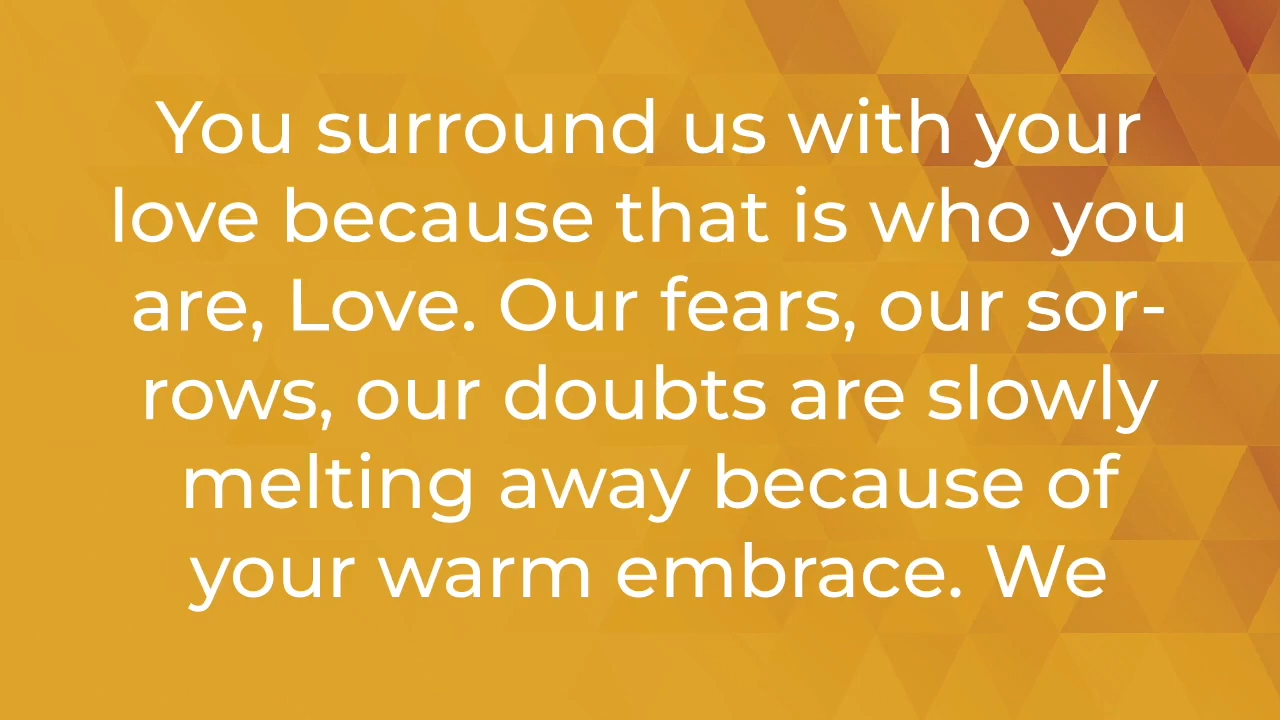 You surround us with your
love because that is who you
are, Love. Our fears, our sor-
rows, our doubts are slowly
melting away because of
your warm embrace. We